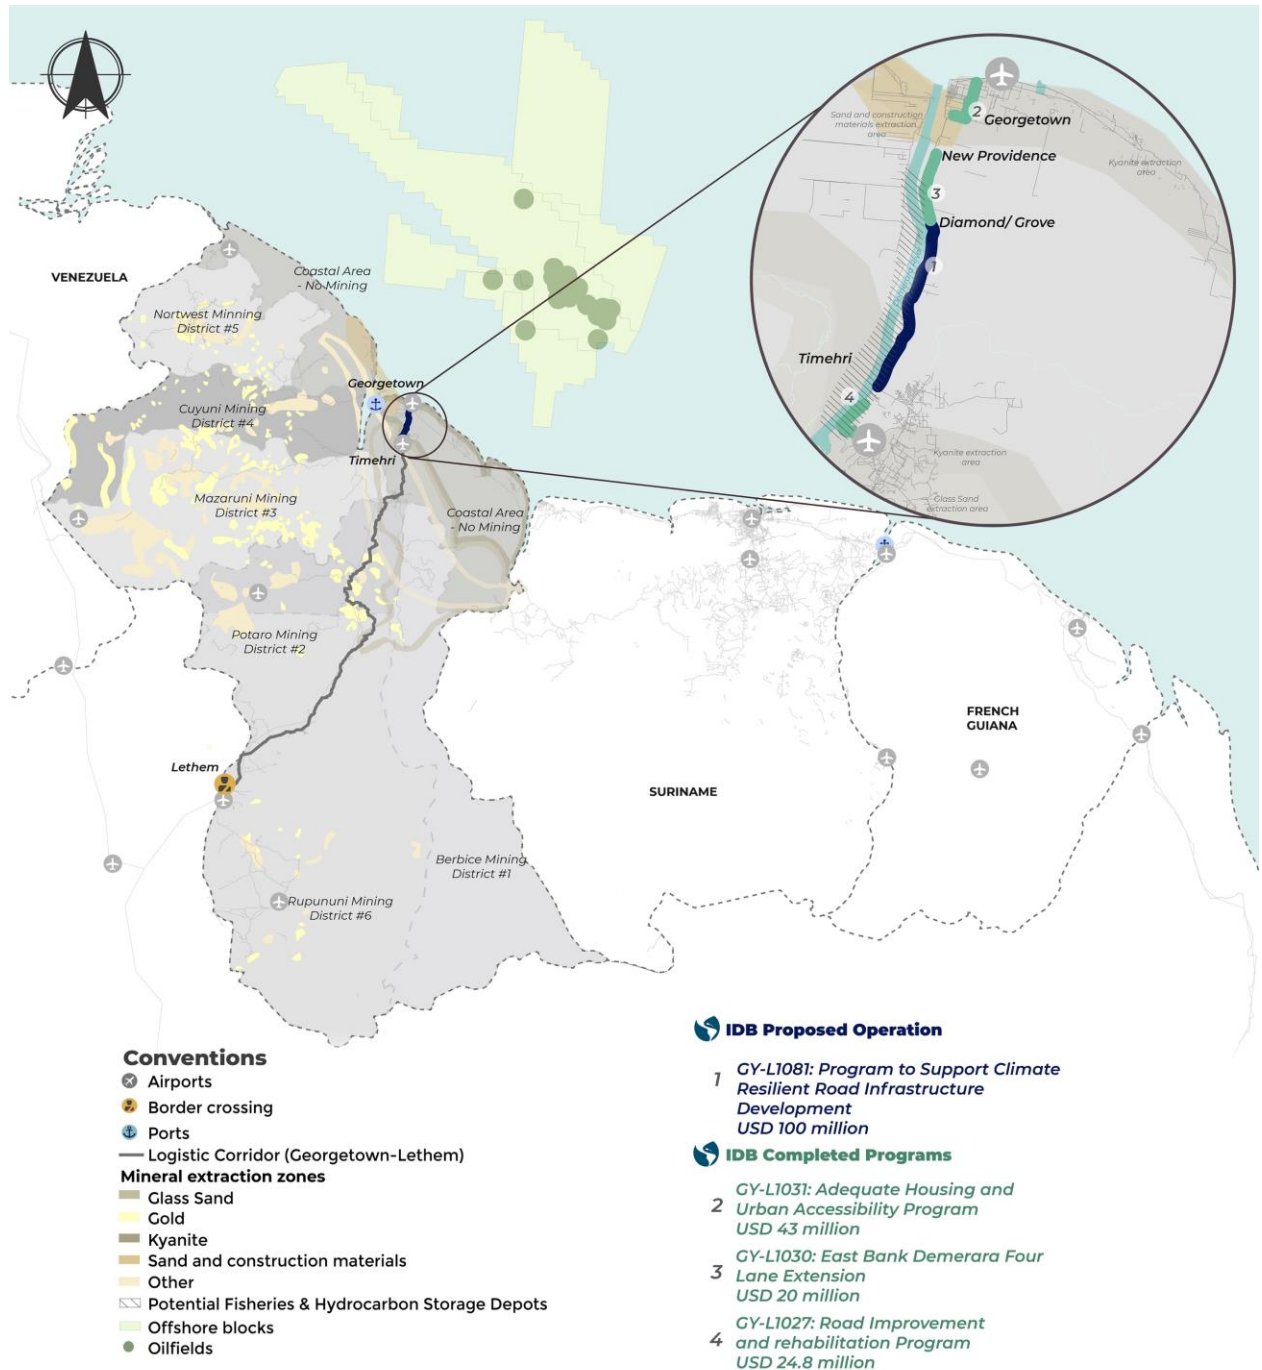 Sand and construction
materials extraction
area
2
Georgetown
New Providence
Kyanite extraction
area
3
Diamond/ Grove
1
Timehri
4
Kyanite extraction
area
Glass Sand
extraction area
VENEZUELA
Coastal Area
- No Mining
Nortwest Minning
District #5
Georgetown
Cuyuni Mining
District #4
Timehri
Mazaruni Mining
District #3
Coastal Area
- No Mining
Potaro Mining
District #2
Lethem
FRENCH
GUIANA
SURINAME
Berbice Mining
District #1
Rupununi Mining
District #6
Conventions
Airports
Border crossing
Ports
Logistic Corridor (Georgetown-Lethem)
Mineral extraction zones
Glass Sand
Gold
Kyanite
Sand and construction materials
Other
Potential Fisheries & Hydrocarbon Storage Depots
Offshore blocks
Oilfields
IDB Proposed Operation
1 GY-L1081: Program to Support Climate
Resilient Road Infrastructure
Development
USD 100 million
IDB Completed Programs
GY-L1031: Adequate Housing and
2 Urban Accessibility Program
USD 43 million
GY-L1030: East Bank Demerara Four
3 Lane Extension
USD 20 million
GY-L1027: Road Improvement
4 and rehabilitation Program
USD 24.8 million